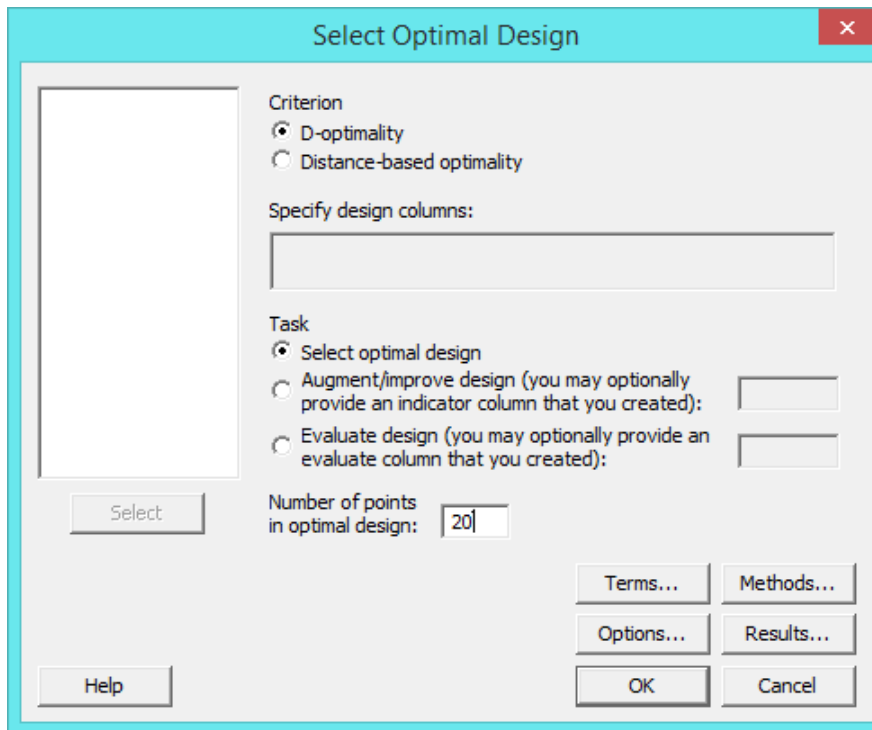 Select Optimal Design
Criterion
D-optimality
Distance-based optimality
Specify design columns:
Task
Select optimal design
Augment/improve design (you may optionally
provide an indicator column that you created):
Evaluate design (you may optionally provide an
evaluate column that you created):
Select
Number of points
in optimal design:
20
Terms...
Methods...
Options...
Results...
Help
OK
Cancel